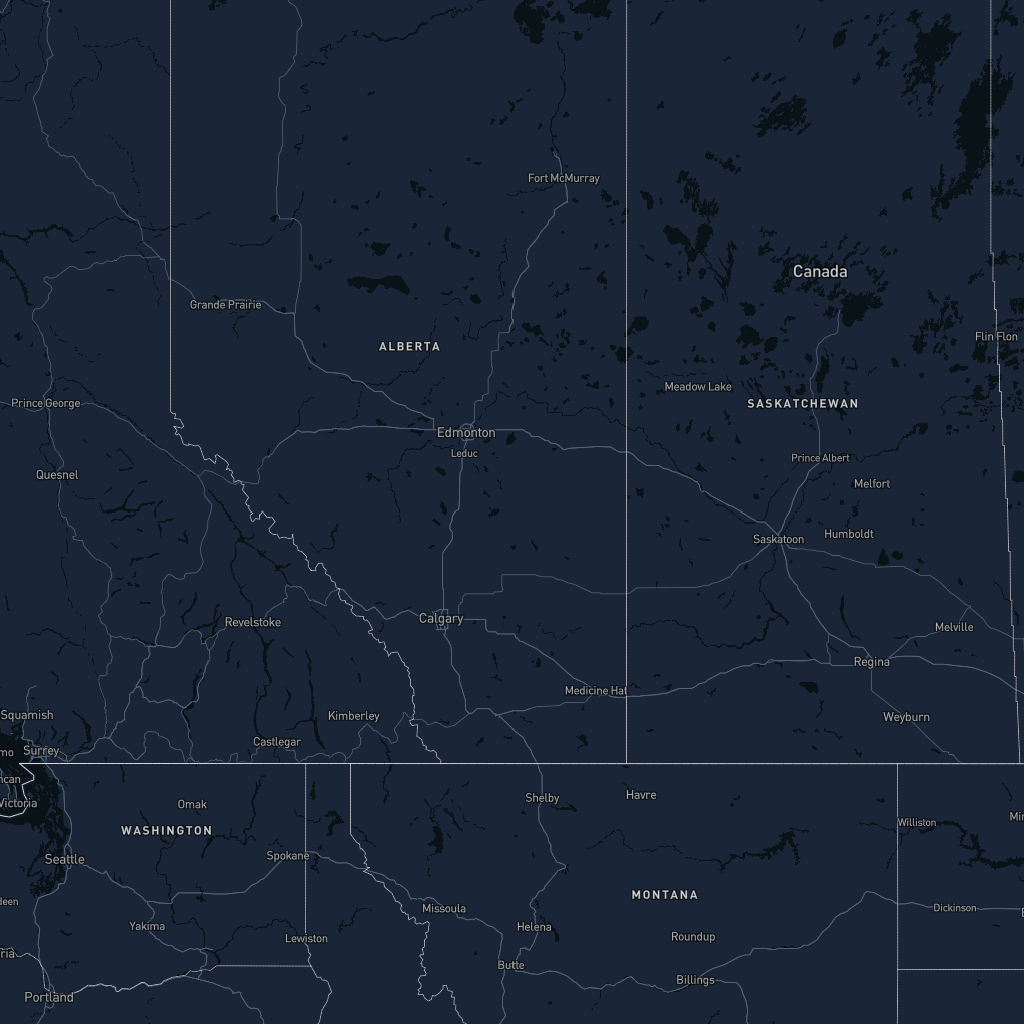 Fort McMurray
Canada
Grande Prairie
Flin Flon
ALBERTA
Meadow Lake
Prince George
SASKATCHEWAN
Edmonton
Leduc
Prince Albert
Quesnel
Melfort
Humboldt
Saskatoon
Calgary
Revelstoke
Melville
Regina
Medicine Hat
Squamish
Kimberley
Weyburn
Castlegar
mo
Surrey
ncan
Shelby
Havre
Victoria
Omak
Williston
Min
WASHINGTON
Spokane
Seattle
MONTANA
deen
Missoula
Dickinson
B
Yakima
Helena
Lewiston
Roundup
ria
Butte
Billings
Portland